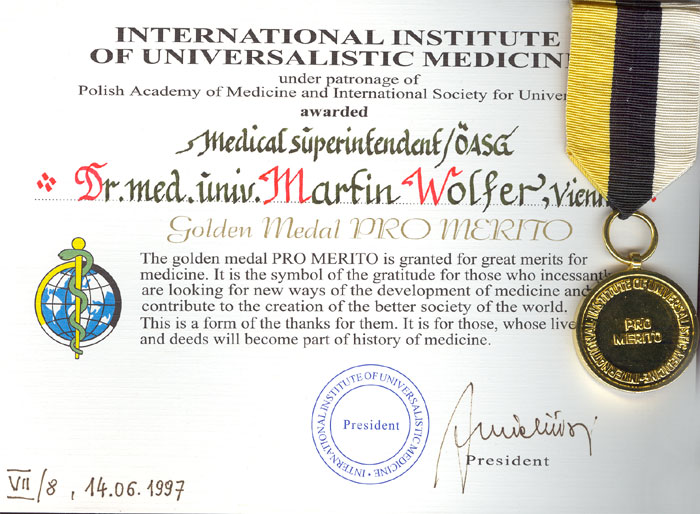 INTERNATIONAL INSTITUTE
OF UNIVERSALISTIC MEDICINE
under patronage of
Polish Academy of Medicine and International Society for Univer
awarded
Medical superintendent/ÖASG
Dr.med.univ. Martin Wolfer, Vienn
Golden Medal PRO MERITO
The golden medal PRO MERITO is granted for great merits for
medicine. It is the symbol of the gratitude for those who incessantl
are looking for new ways of the development of medicine and
contribute to the creation of the better society of the world.
This is a form of the thanks for them. It is for those, whose live
and deeds will become part of history of medicine.
INTERNATIONAL INSTITUTE OF UNIVERSALISTIC MEDICINE
PRO
MERITO
INTERNATIONAL INSTITUTE OF UNIVERSALISTIC MEDICINE
President
President
VII/8, 14.06.1997